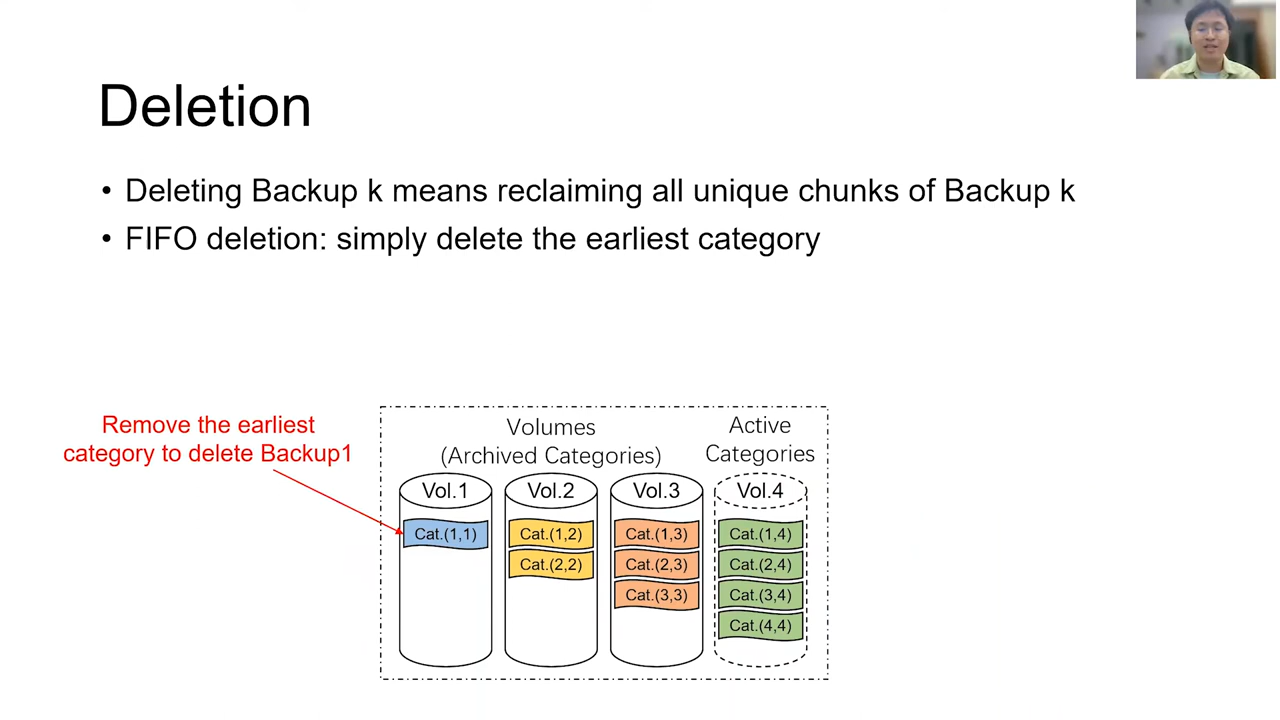 Deletion
• Deleting Backup k means reclaiming all unique chunks of Backup k
• FIFO deletion: simply delete the earliest category
Remove the earliest
category to delete Backup1
Volumes
(Archived Categories)
Active
Categories
Vol.1
Vol.2
Vol.3
Vol.4
Cat.(1,1)
Cat.(1,2)
Cat.(1,3)
Cat.(1,4)
Cat.(2,2)
Cat.(2,3)
Cat.(2,4)
Cat.(3,3)
Cat.(3,4)
Cat.(4,4)